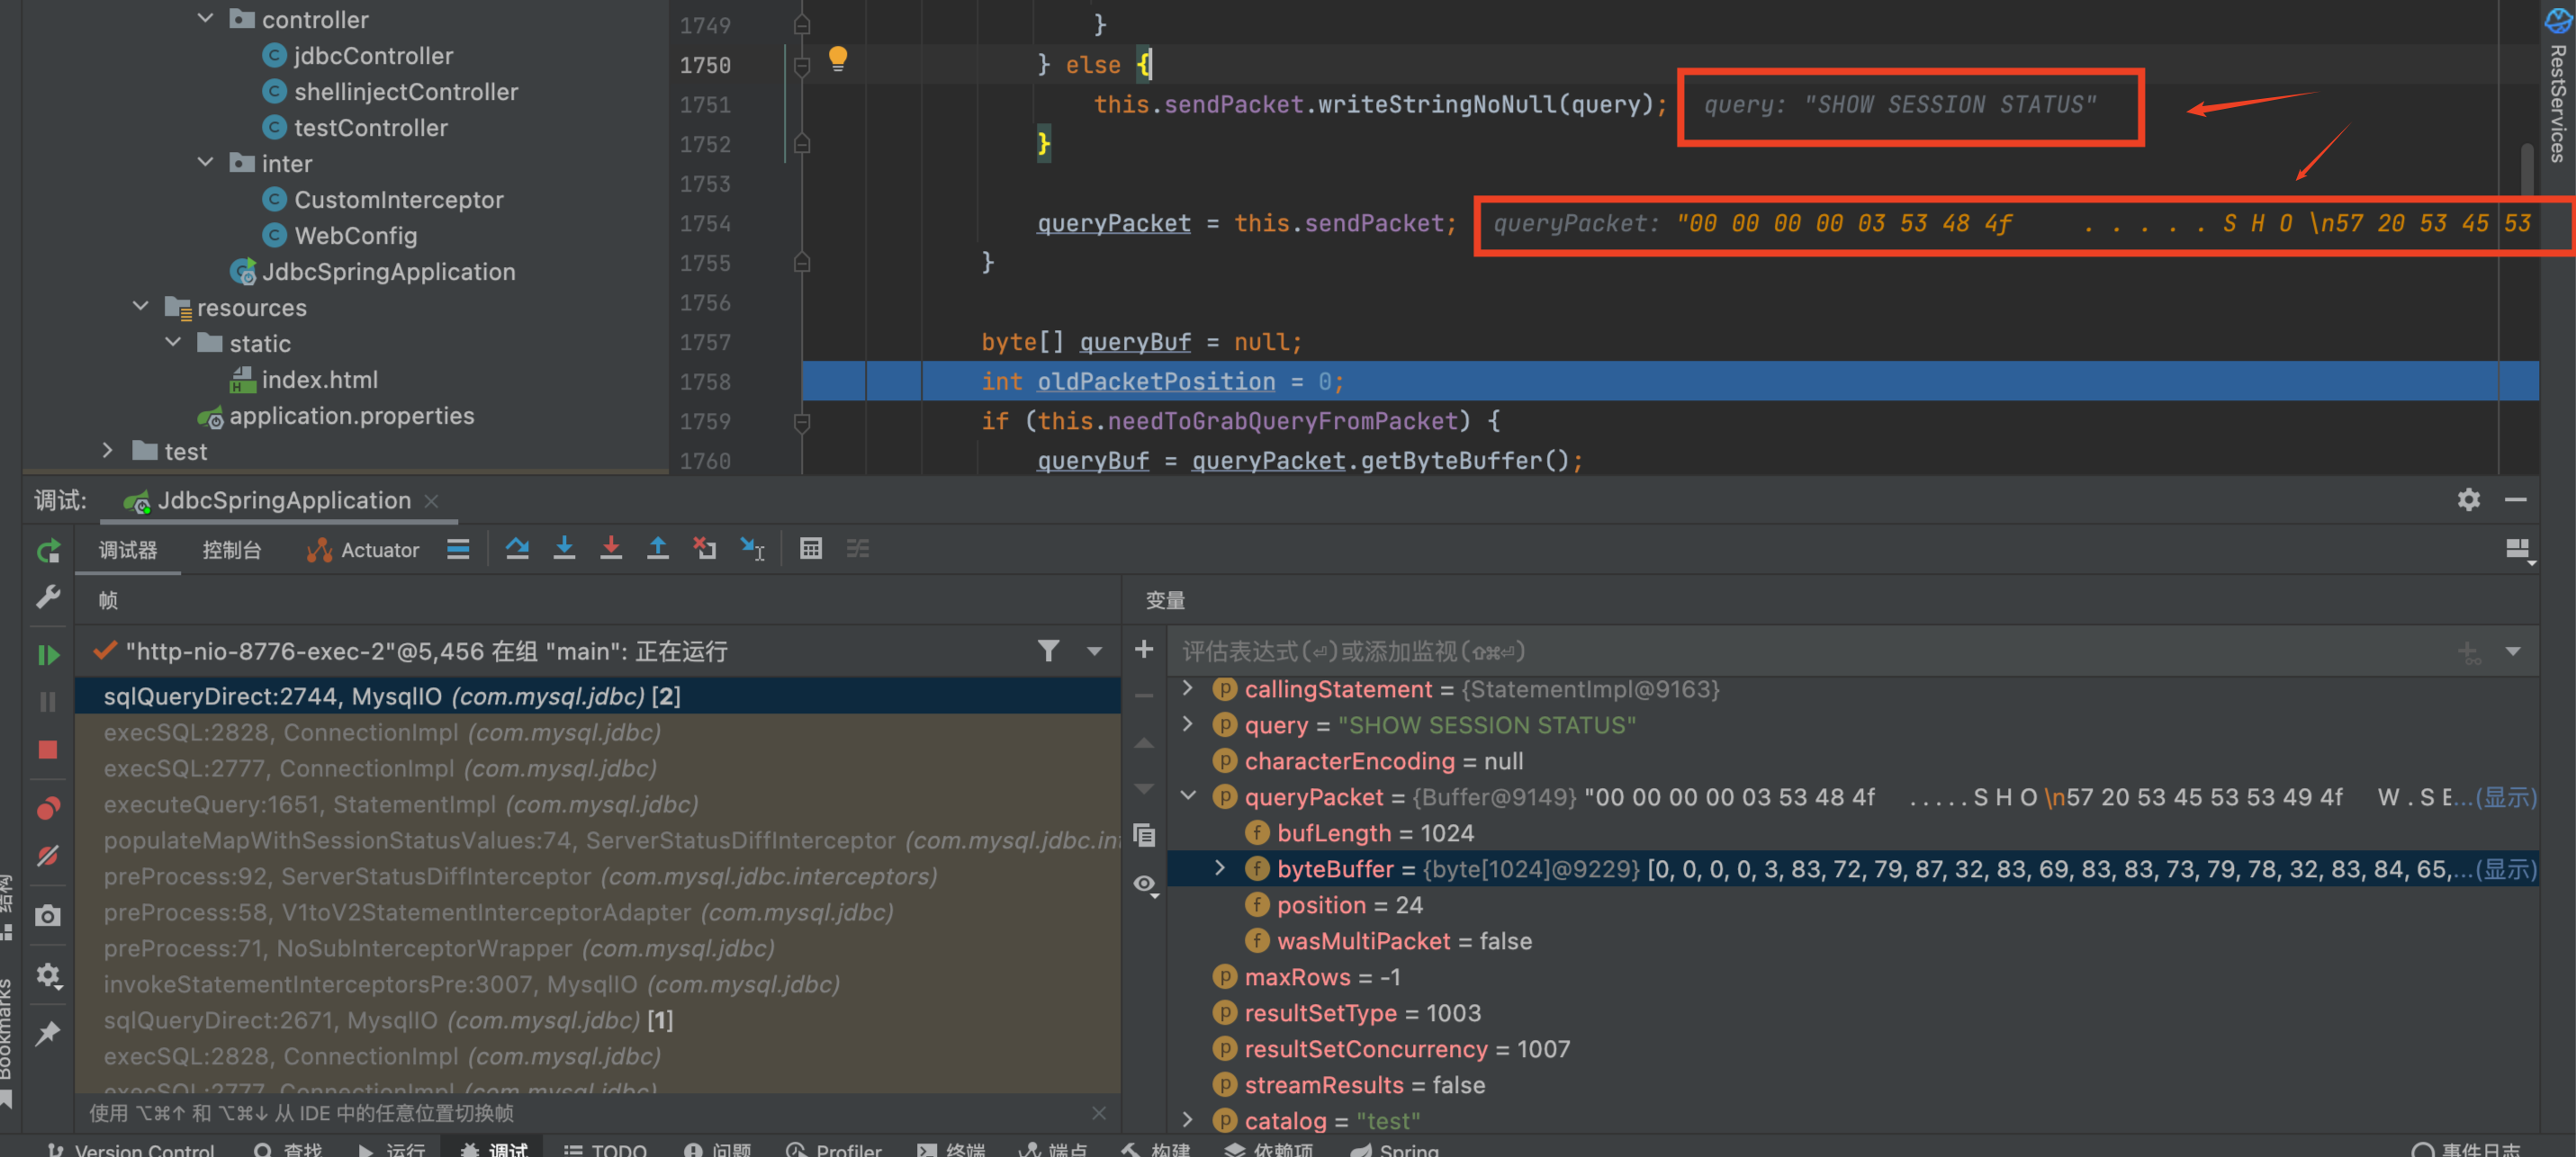 controller
jdbcController
shellinjectController
testController
inter
CustomInterceptor
WebConfig
JdbcSpringApplication
resources
static
index.html
application.properties
test
1749 }
1750 } else {
1751 this.sendPacket.writeStringNoNull(query); query: "SHOW SESSION STATUS"
1752 }
1753
1754 queryPacket = this.sendPacket; queryPacket: "00 00 00 00 03 53 48 4f . . . . . S H O \n57 20 53 45 53
1755 }
1756
1757 byte[] queryBuf = null;
1758 int oldPacketPosition = 0;
1759 if (this.needToGrabQueryFromPacket) {
1760 queryBuf = queryPacket.getByteBuffer();
RestServices
调试: JdbcSpringApplication
调试器 控制台 Actuator
帧
"http-nio-8776-exec-2"@5,456 在组 "main": 正在运行
sqlQueryDirect:2744, MysqlIO (com.mysql.jdbc) [2]
execSQL:2828, ConnectionImpl (com.mysql.jdbc)
execSQL:2777, ConnectionImpl (com.mysql.jdbc)
executeQuery:1651, StatementImpl (com.mysql.jdbc)
populateMapWithSessionStatusValues:74, ServerStatusDiffInterceptor (com.mysql.jdbc.int
preProcess:92, ServerStatusDiffInterceptor (com.mysql.jdbc.interceptors)
preProcess:58, V1toV2StatementInterceptorAdapter (com.mysql.jdbc)
preProcess:71, NoSubInterceptorWrapper (com.mysql.jdbc)
invokeStatementInterceptorsPre:3007, MysqlIO (com.mysql.jdbc)
sqlQueryDirect:2671, MysqlIO (com.mysql.jdbc) [1]
execSQL:2828, ConnectionImpl (com.mysql.jdbc)
execSQL:2777, ConnectionImpl (com.mysql.jdbc)
使用 ⌥⌘↑ 和 ⌥⌘↓ 从 IDE 中的任意位置切换帧
变量
评估表达式(⏎)或添加监视(⇧⌘⏎)
callingStatement = {StatementImpl@9163}
query = "SHOW SESSION STATUS"
characterEncoding = null
queryPacket = {Buffer@9149} "00 00 00 00 03 53 48 4f . . . . . S H O \n57 20 53 45 53 53 49 4f W . S E...(显示)
bufLength = 1024
byteBuffer = {byte[1024]@9229} [0, 0, 0, 0, 3, 83, 72, 79, 87, 32, 83, 69, 83, 83, 73, 79, 78, 32, 83, 84, 65,...(显示)
position = 24
wasMultiPacket = false
maxRows = -1
resultSetType = 1003
resultSetConcurrency = 1007
streamResults = false
catalog = "test"
结构
Bookmarks
Version Control 查找 运行 调试 TODO 问题 Profiler 终端 端点 构建 依赖项 Spring 事件日志